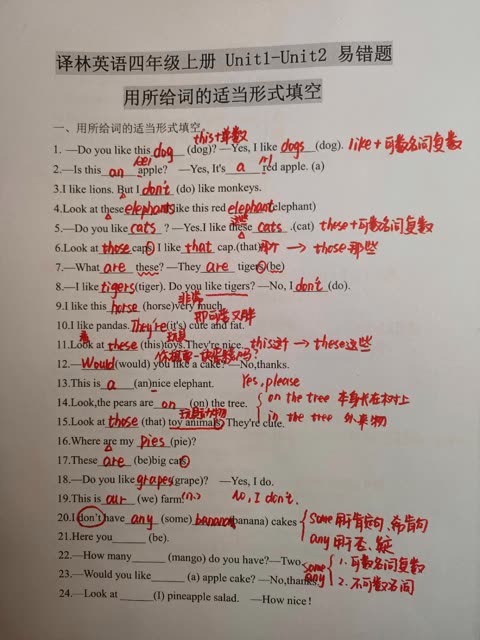 译林英语四年级上册 Unit1-Unit2 易错题
用所给词的适当形式填空
一、用所给词的适当形式填空
this+单数
1. —Do you like this dog (dog)? —Yes, I like dogs (dog). like+可数名词复数
2.—Is this an apple? —Yes, It's a red apple. (a)
3.I like lions. But I don't (do) like monkeys.
4.Look at these elephants like this red elephant (elephant)
这些
5.—Do you like cats ? —Yes.I like these cats .(cat) these+可数名词复数
6.Look at those caps I like that cap.(that) 那个 → those那些
7.—What are these? —They are tigers(be)
8.—I like tigers (tiger). Do you like tigers? —No, I don't (do).
非常
9.I like this horse (horse)very much.
即可爱又胖
10.I like pandas. They're (it's) cute and fat.
看 玩具
11.Look at these (this)toys.They're nice. this这个 → these这些
12.—Would (would) you like a cake? —No,thanks.
13.This is a (an)nice elephant. Yes, please
14.Look,the pears are on (on) the tree. on the tree 本身长在树上
玩具动物 in the tree 外来物
15.Look at those (that) toy animals They're cute.
16.Where are my pies (pie)?
17.These are (be)big cats
18.—Do you like grapes (grape)? —Yes, I do.
19.This is our (we) farm. No, I don't.
20.I don't have any (some) banana (banana) cakes some 用于肯定句、希肯句
any 用于否、疑
21.Here you (be).
22.—How many (mango) do you have?—Two. some any 1.可数名词复数
23.—Would you like (a) apple cake? —No,thanks. 2.不可数名词
24.—Look at (I) pineapple salad. —How nice！